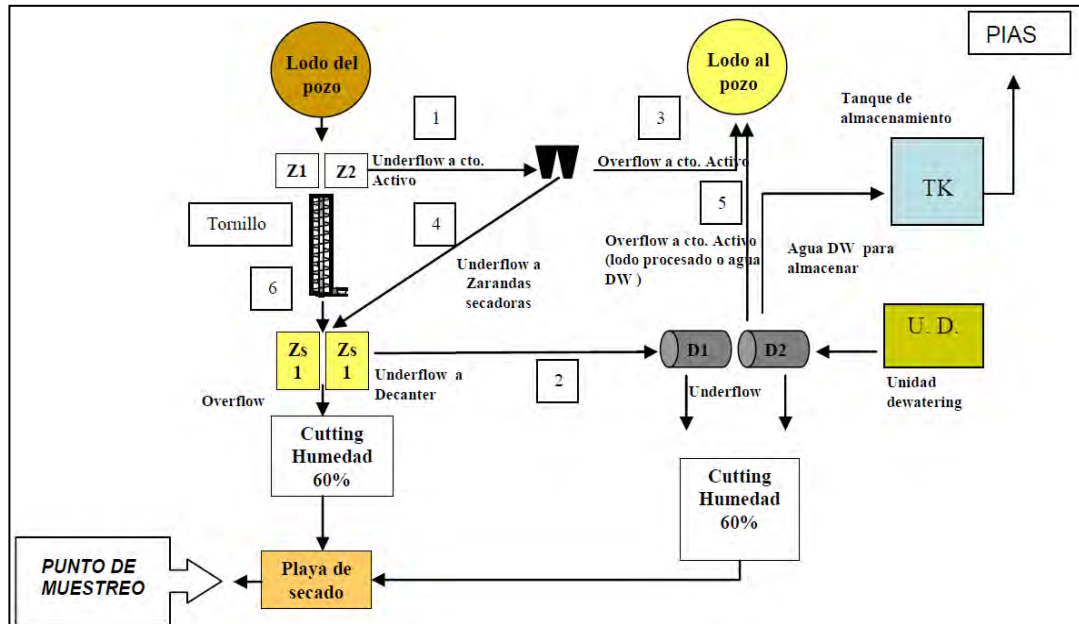 Lodo del
pozo
Lodo al
pozo
PIAS
Tanque de
almacenamiento
1
3
Z1
Z2
Underflow a cto.
Activo
Overflow a cto. Activo
TK
Tornillo
4
5
Overflow a cto. Activo
(lodo procesado o agua
DW )
Agua DW para
almacenar
Underflow a
Zarandas
secadoras
6
U. D.
Zs
1
Zs
1
D1
D2
Underflow a
Decanter
2
Underflow
Unidad
dewatering
Overflow
Cutting
Humedad
60%
Cutting
Humedad
60%
PUNTO DE
MUESTREO
Playa de
secado